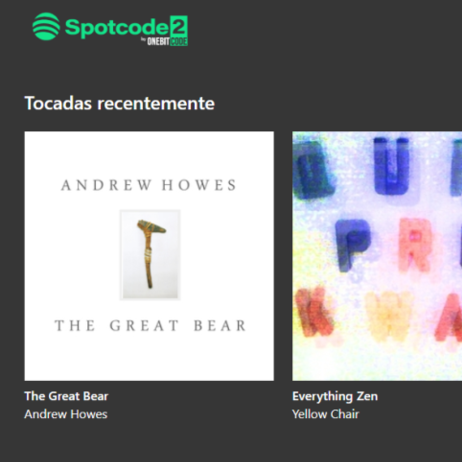 Spotcode2
by ONEBITCODE
Tocadas recentemente
ANDREW HOWES
THE GREAT BEAR
U
P R
K W A
The Great Bear
Andrew Howes
Everything Zen
Yellow Chair